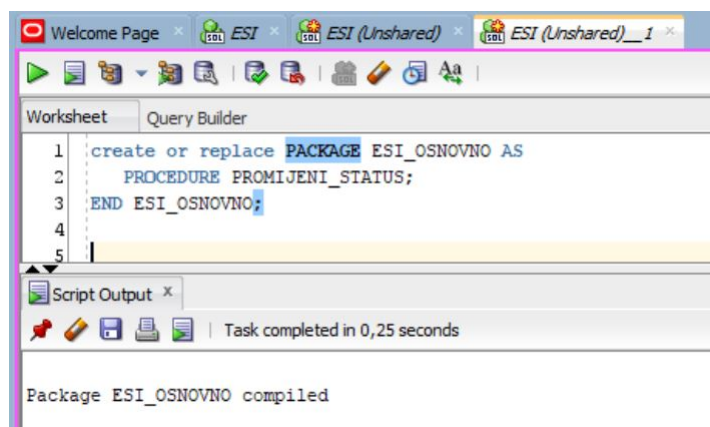 Welcome Page ESI ESI (Unshared) ESI (Unshared)__1
Worksheet Query Builder
1 create or replace PACKAGE ESI_OSNOVNO AS
2 PROCEDURE PROMIJENI_STATUS;
3 END ESI_OSNOVNO;
4
5
Script Output x
Task completed in 0,25 seconds
Package ESI_OSNOVNO compiled